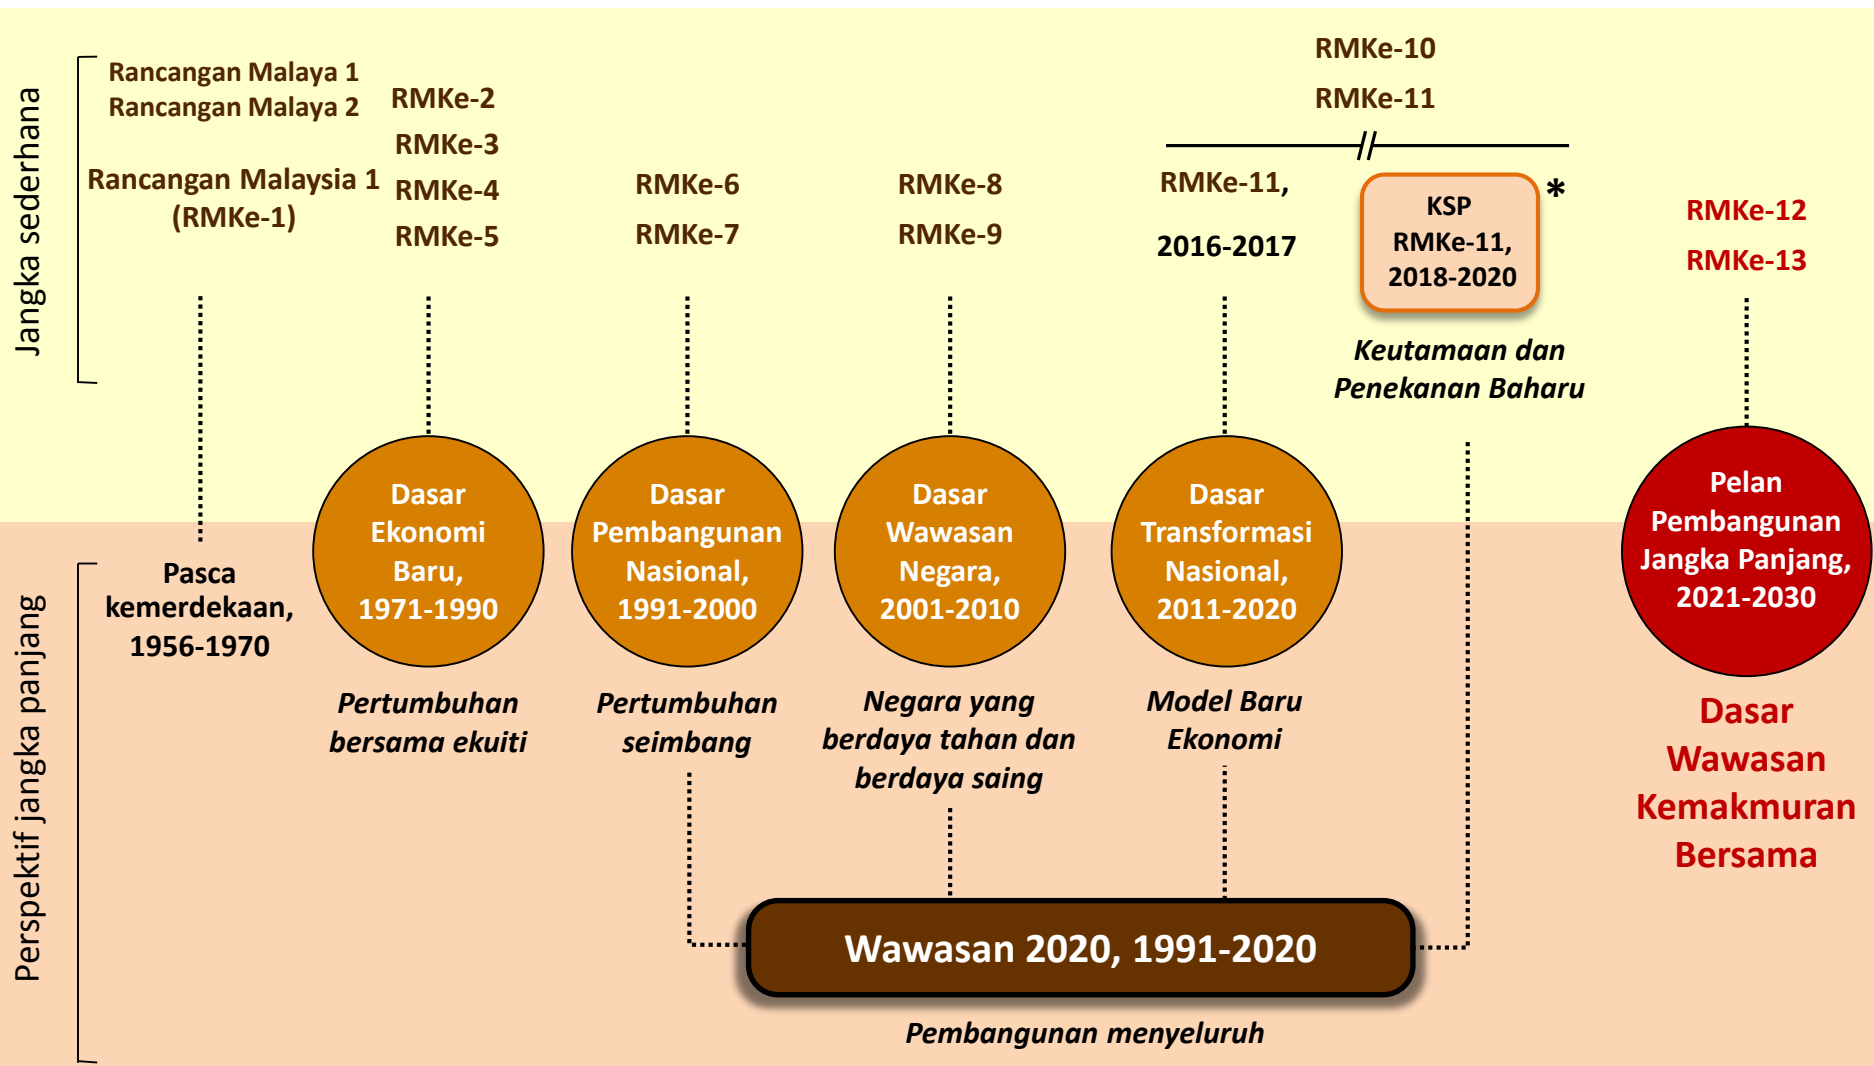 Jangka sederhana
Rancangan Malaya 1
Rancangan Malaya 2
Rancangan Malaysia 1
(RMKe-1)
RMKe-2
RMKe-3
RMKe-4
RMKe-5
RMKe-6
RMKe-7
RMKe-8
RMKe-9
RMKe-10
RMKe-11
RMKe-11,
2016-2017
KSP
RMKe-11,
2018-2020
*
Keutamaan dan
Penekanan Baharu
RMKe-12
RMKe-13
Perspektif jangka panjang
Pasca
kemerdekaan,
1956-1970
Dasar
Ekonomi
Baru,
1971-1990
Pertumbuhan
bersama ekuiti
Dasar
Pembangunan
Nasional,
1991-2000
Pertumbuhan
seimbang
Dasar
Wawasan
Negara,
2001-2010
Negara yang
berdaya tahan dan
berdaya saing
Dasar
Transformasi
Nasional,
2011-2020
Model Baru
Ekonomi
Pelan
Pembangunan
Jangka Panjang,
2021-2030
Dasar
Wawasan
Kemakmuran
Bersama
Wawasan 2020, 1991-2020
Pembangunan menyeluruh